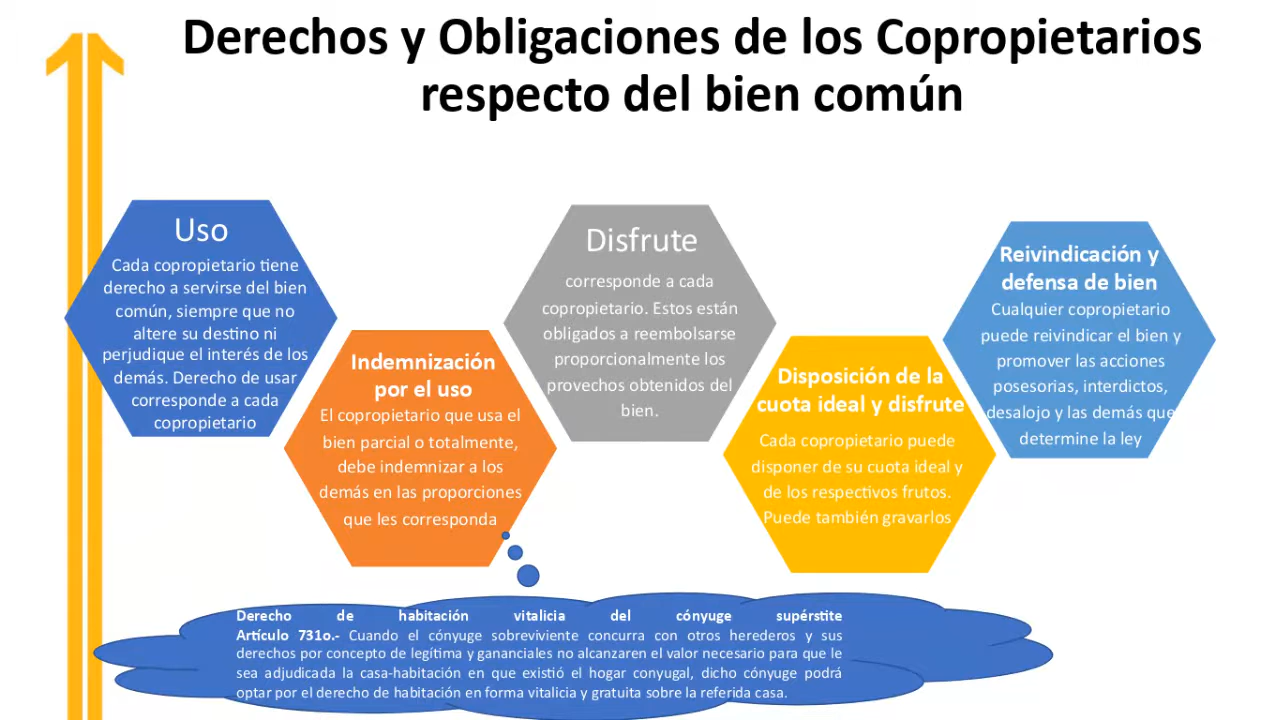 Derechos y Obligaciones de los Copropietarios
respecto del bien común
Uso
Cada copropietario tiene
derecho a servirse del bien
común, siempre que no
altere su destino ni
perjudique el interés de los
demás. Derecho de usar
corresponde a cada
copropietario
Indemnización
por el uso
El copropietario que usa el
bien parcial o totalmente,
debe indemnizar a los
demás en las proporciones
que les corresponda
Disfrute
corresponde a cada
copropietario. Estos están
obligados a reembolsarse
proporcionalmente los
provechos obtenidos del
bien.
Disposición de la
cuota ideal y disfrute
Cada copropietario puede
disponer de su cuota ideal y
de los respectivos frutos.
Puede también gravarlos
Reivindicación y
defensa de bien
Cualquier copropietario
puede reivindicar el bien y
promover las acciones
posesorias, interdictos,
desalojo y las demás que
determine la ley
Derecho de habitación vitalicia del cónyuge supérstite
Artículo 731o.- Cuando el cónyuge sobreviviente concurra con otros herederos y sus
derechos por concepto de legítima y gananciales no alcanzaren el valor necesario para que le
sea adjudicada la casa-habitación en que existió el hogar conyugal, dicho cónyuge podrá
optar por el derecho de habitación en forma vitalicia y gratuita sobre la referida casa.